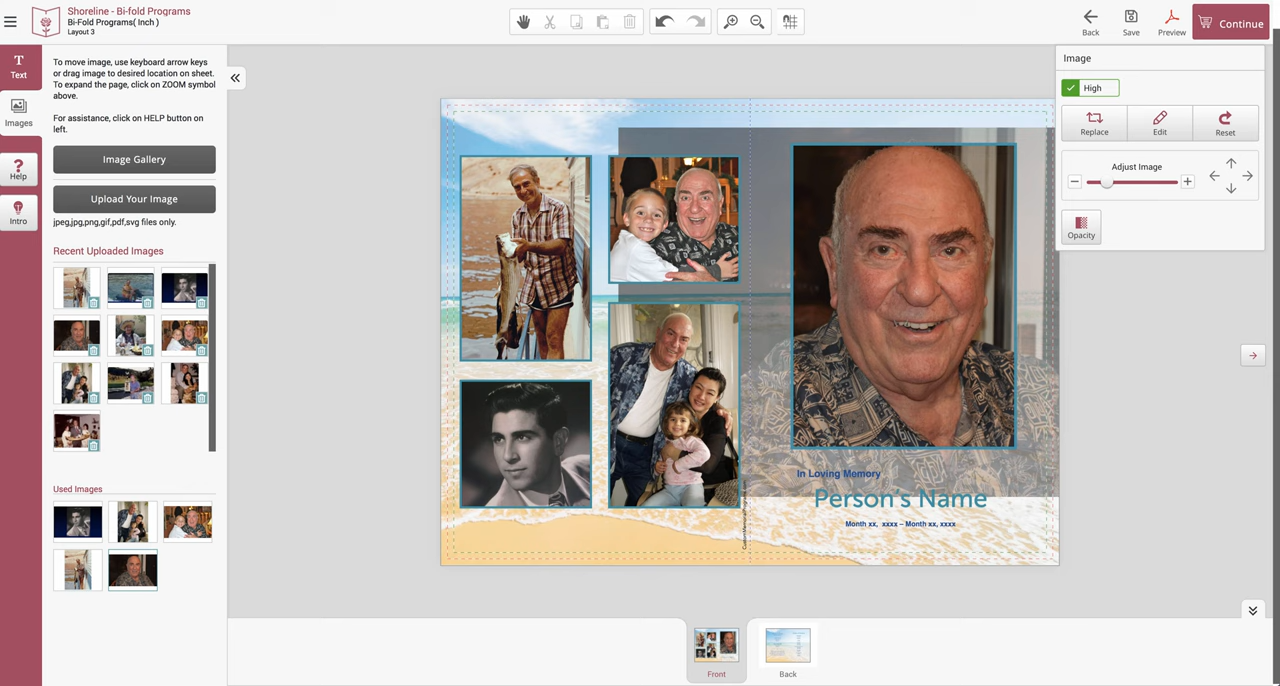 Shoreline - Bi-fold Programs
Bi-Fold Programs( Inch )
Layout 3
Back
Save
Preview
Continue
Text
Images
Help
Intro
To move image, use keyboard arrow keys
or drag image to desired location on sheet.
To expand the page, click on ZOOM symbol
above.
For assistance, click on HELP button on
left.
Image Gallery
Upload Your Image
jpeg,jpg,png,gif,pdf,svg files only.
Recent Uploaded Images
Used Images
In Loving Memory
Person's Name
Month xx, xxxx – Month xx, xxxx
Image
High
Replace
Edit
Reset
Adjust Image
Opacity
Front
Back